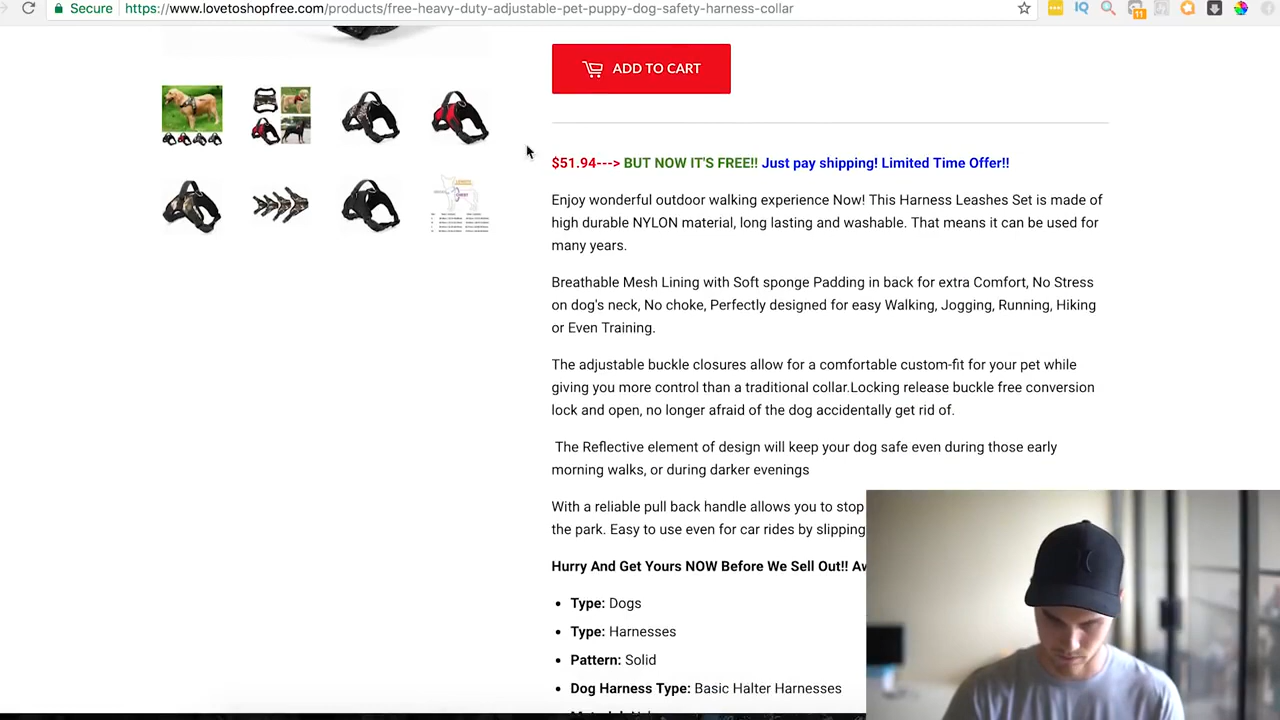 Secure
https://www.lovetoshopfree.com/products/free-heavy-duty-adjustable-pet-puppy-dog-safety-harness-collar
11
ADD TO CART
$51.94---> BUT NOW IT'S FREE!! Just pay shipping! Limited Time Offer!!
Enjoy wonderful outdoor walking experience Now! This Harness Leashes Set is made of
high durable NYLON material, long lasting and washable. That means it can be used for
many years.
Breathable Mesh Lining with Soft sponge Padding in back for extra Comfort, No Stress
on dog's neck, No choke, Perfectly designed for easy Walking, Jogging, Running, Hiking
or Even Training.
The adjustable buckle closures allow for a comfortable custom-fit for your pet while
giving you more control than a traditional collar.Locking release buckle free conversion
lock and open, no longer afraid of the dog accidentally get rid of.
The Reflective element of design will keep your dog safe even during those early
morning walks, or during darker evenings
With a reliable pull back handle allows you to stop
the park. Easy to use even for car rides by slipping
Hurry And Get Yours NOW Before We Sell Out!!
• Type: Dogs
• Type: Harnesses
• Pattern: Solid
• Dog Harness Type: Basic Halter Harnesses